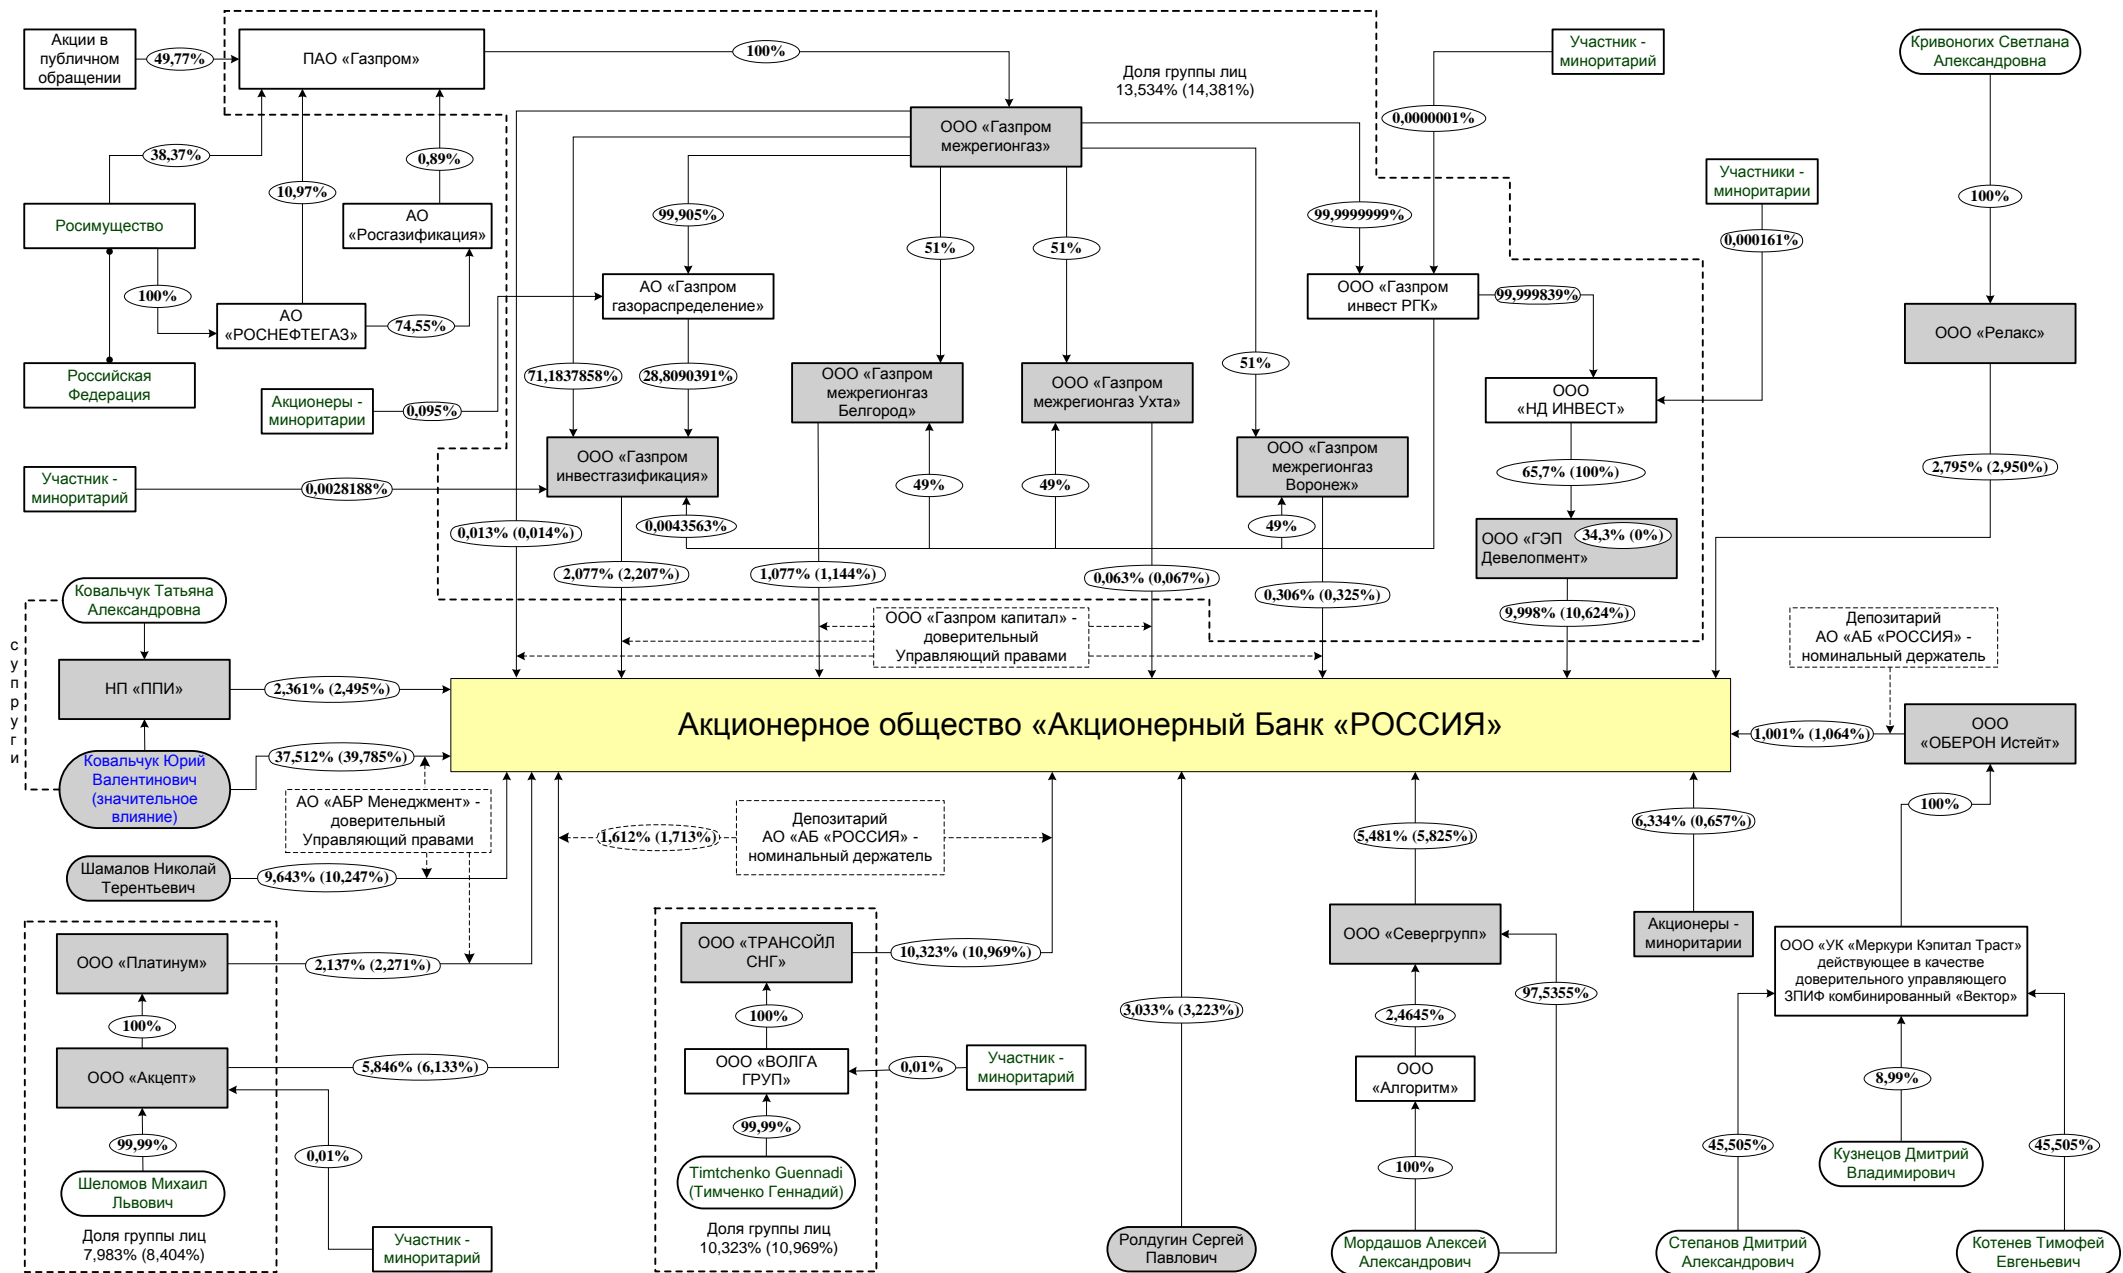 Акции в
публичном
обращении
49,77%
ПАО «Газпром»
100%
Доля группы лиц
13,534% (14,381%)
Участник -
миноритарий
Кривоногих Светлана
Александровна
38,37%
10,97%
0,89%
ООО «Газпром
межрегионгаз»
0,0000001%
Участники -
миноритарии
100%
Росимущество
АО
«Росгазификация»
99,905%
51%
51%
99,9999999%
0,000161%
100%
АО
«РОСНЕФТЕГАЗ»
74,55%
АО «Газпром
газораспределение»
ООО «Газпром
инвест РГК»
99,999839%
ООО «Релакс»
Российская
Федерация
Акционеры -
миноритарии
0,095%
71,1837858%
28,8090391%
ООО «Газпром
межрегионгаз
Белгород»
ООО «Газпром
межрегионгаз Ухта»
51%
ООО
«НД ИНВЕСТ»
Участник -
миноритарий
0,0028188%
ООО «Газпром
инвестгазификация»
49%
49%
ООО «Газпром
межрегионгаз
Воронеж»
65,7% (100%)
2,795% (2,950%)
0,013% (0,014%)
0,0043563%
49%
ООО «ГЭП
Девелопмент»
34,3% (0%)
2,077% (2,207%)
1,077% (1,144%)
0,063% (0,067%)
0,306% (0,325%)
9,998% (10,624%)
Ковальчук Татьяна
Александровна
ООО «Газпром капитал» -
доверительный
Управляющий правами
Депозитарий
АО «АБ «РОССИЯ» -
номинальный держатель
супруги
НП «ППИ»
2,361% (2,495%)
Акционерное общество «Акционерный Банк «РОССИЯ»
1,001% (1,064%)
ООО
«ОБЕРОН Истейт»
Ковальчук Юрий
Валентинович
(значительное
влияние)
37,512% (39,785%)
АО «АБР Менеджмент» -
доверительный
Управляющий правами
1,612% (1,713%)
Депозитарий
АО «АБ «РОССИЯ» -
номинальный держатель
5,481% (5,825%)
6,334% (0,657%)
100%
Шамалов Николай
Терентьевич
9,643% (10,247%)
ООО «Платинум»
2,137% (2,271%)
ООО «ТРАНСОЙЛ
СНГ»
10,323% (10,969%)
ООО «Севергрупп»
Акционеры -
миноритарии
ООО «УК «Меркури Кэпитал Траст»
действующее в качестве
доверительного управляющего
ЗПИФ комбинированный «Вектор»
100%
100%
3,033% (3,223%)
2,4645%
97,5355%
ООО «Акцепт»
5,846% (6,133%)
ООО «ВОЛГА
ГРУП»
0,01%
Участник -
миноритарий
ООО
«Алгоритм»
8,99%
99,99%
0,01%
99,99%
100%
45,505%
45,505%
Шеломов Михаил
Львович
Timtchenko Guennadi
(Тимченко Геннадий)
Кузнецов Дмитрий
Владимирович
Доля группы лиц
7,983% (8,404%)
Участник -
миноритарий
Доля группы лиц
10,323% (10,969%)
Ролдугин Сергей
Павлович
Мордашов Алексей
Александрович
Степанов Дмитрий
Александрович
Котенев Тимофей
Евгеньевич